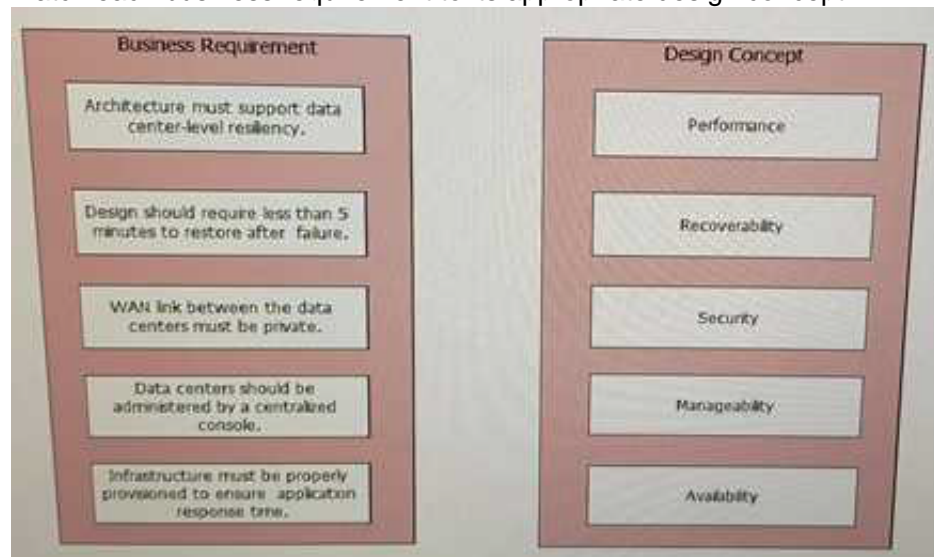 Business Requirement
Architecture must support data
center-level resiliency.
Design should require less than 5
minutes to restore after failure.
WAN link between the data
centers must be private.
Data centers should be
administered by a centralized
console.
Infrastructure must be properly
provisioned to ensure application
response time.
Design Concept
Performance
Recoverability
Security
Manageability
Availability